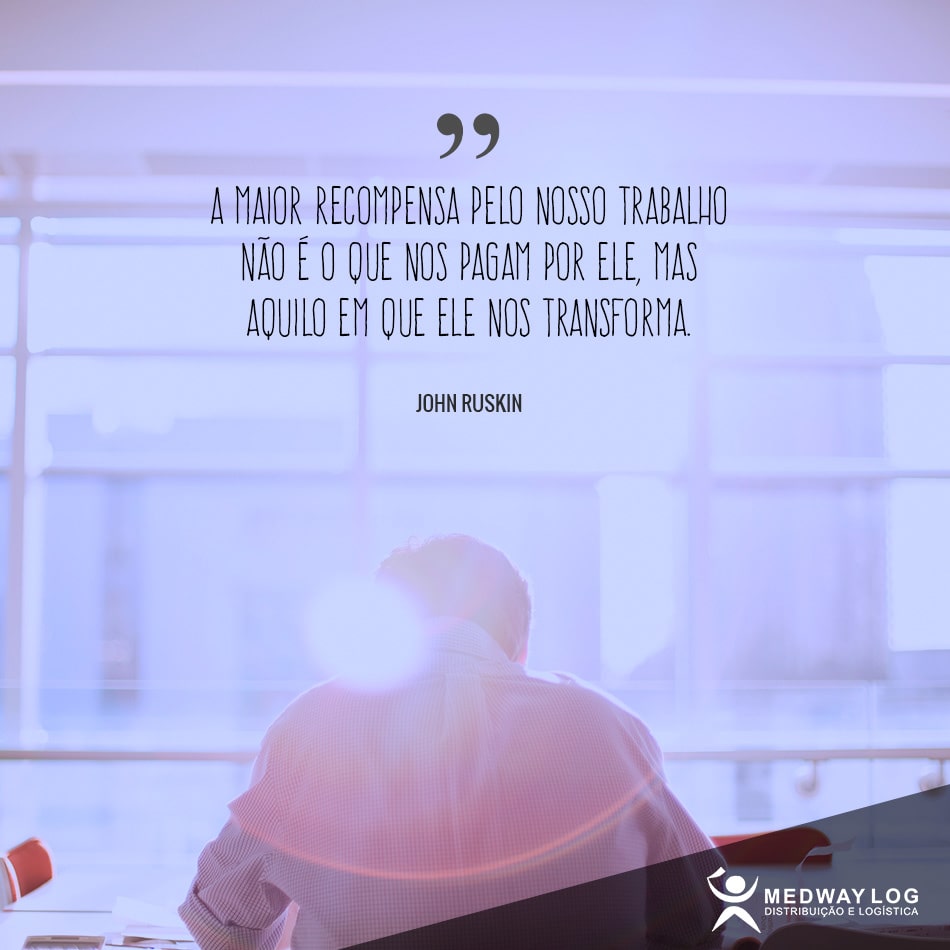 ”
A MAIOR RECOMPENSA PELO NOSSO TRABALHO
NÃO É O QUE NOS PAGAM POR ELE, MAS
AQUILO EM QUE ELE NOS TRANSFORMA.
JOHN RUSKIN
MEDWAY LOG
DISTRIBUIÇÃO E LOGÍSTICA